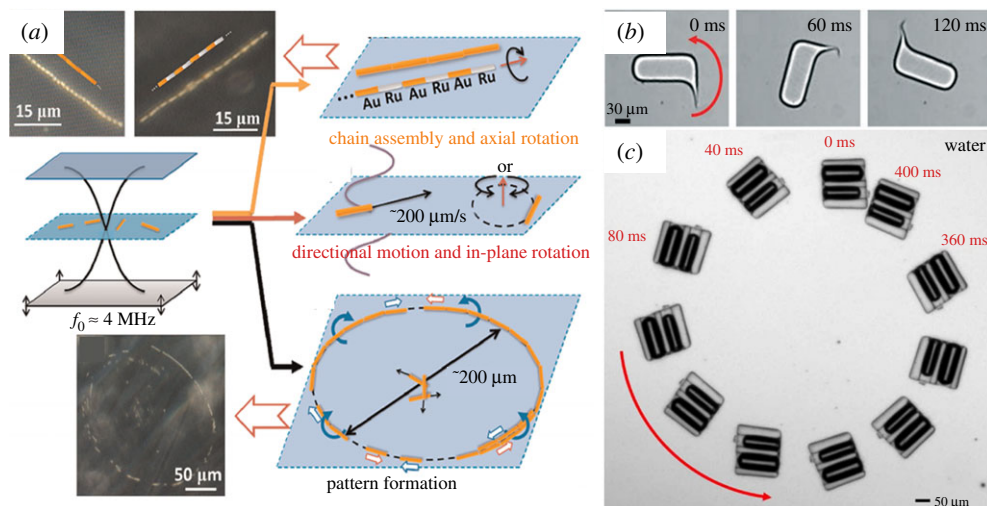 (a)
15 μm
15 μm
Au Ru Au Ru Au Ru
chain assembly and axial rotation
or
~200 μm/s
directional motion and in-plane rotation
f₀ ≈ 4 MHz
~200 μm
50 μm
pattern formation
(b)
0 ms
60 ms
120 ms
30 μm
(c)
water
0 ms
40 ms
400 ms
80 ms
360 ms
50 μm